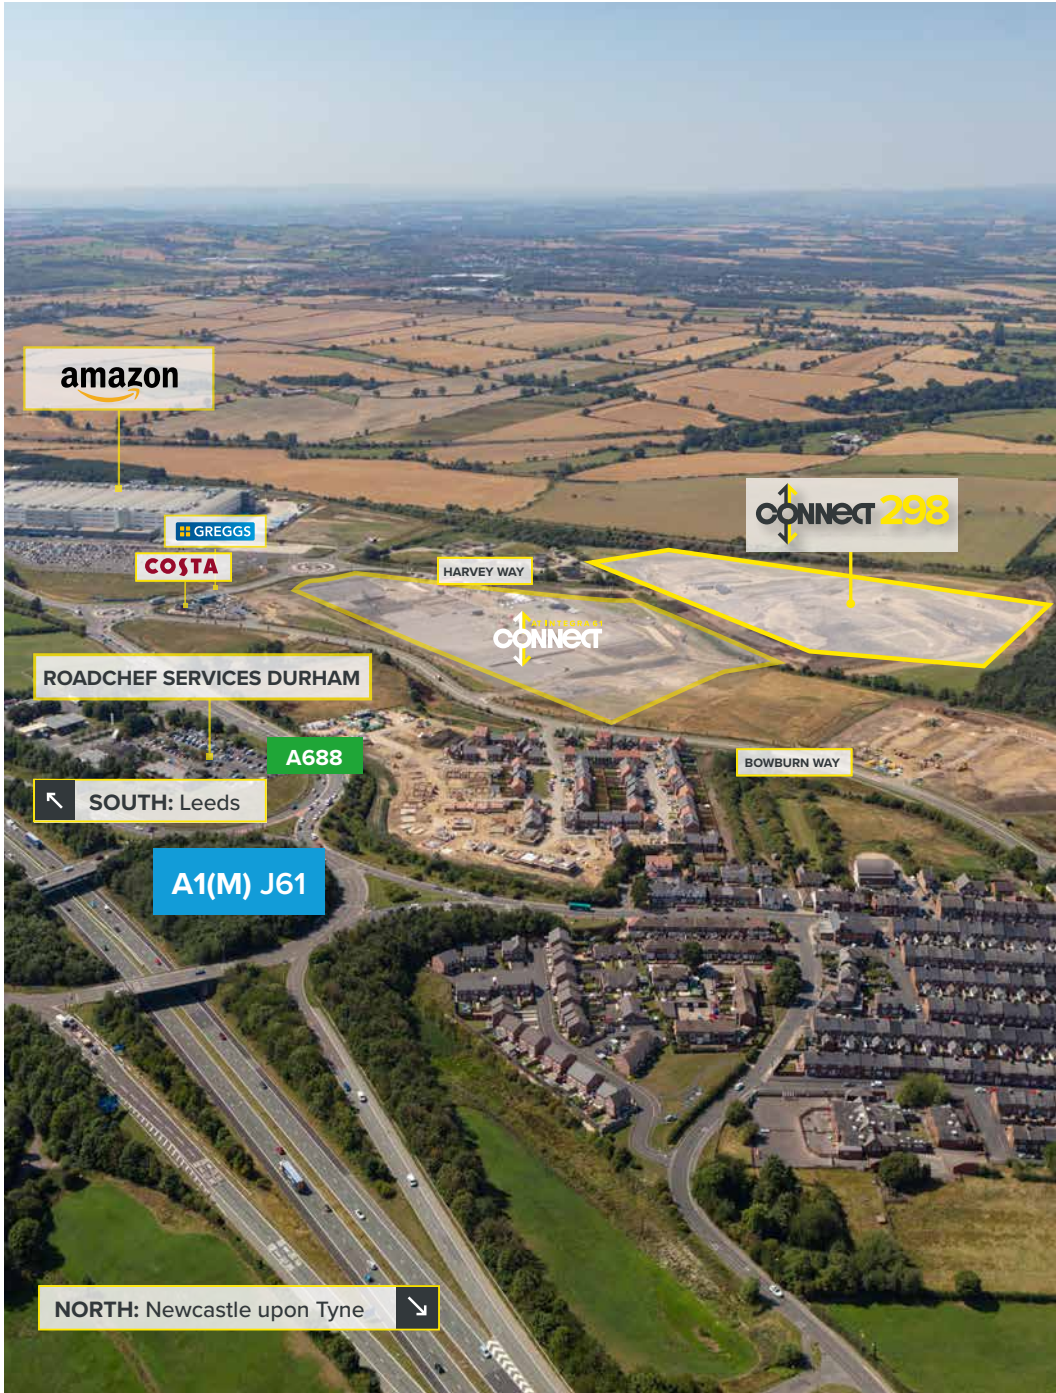 amazon
CONNECT 298
GREGGS
COSTA
HARVEY WAY
CONNECT
ROADCHEF SERVICES DURHAM
A688
BOWBURN WAY
SOUTH: Leeds
A1(M) J61
NORTH: Newcastle upon Tyne